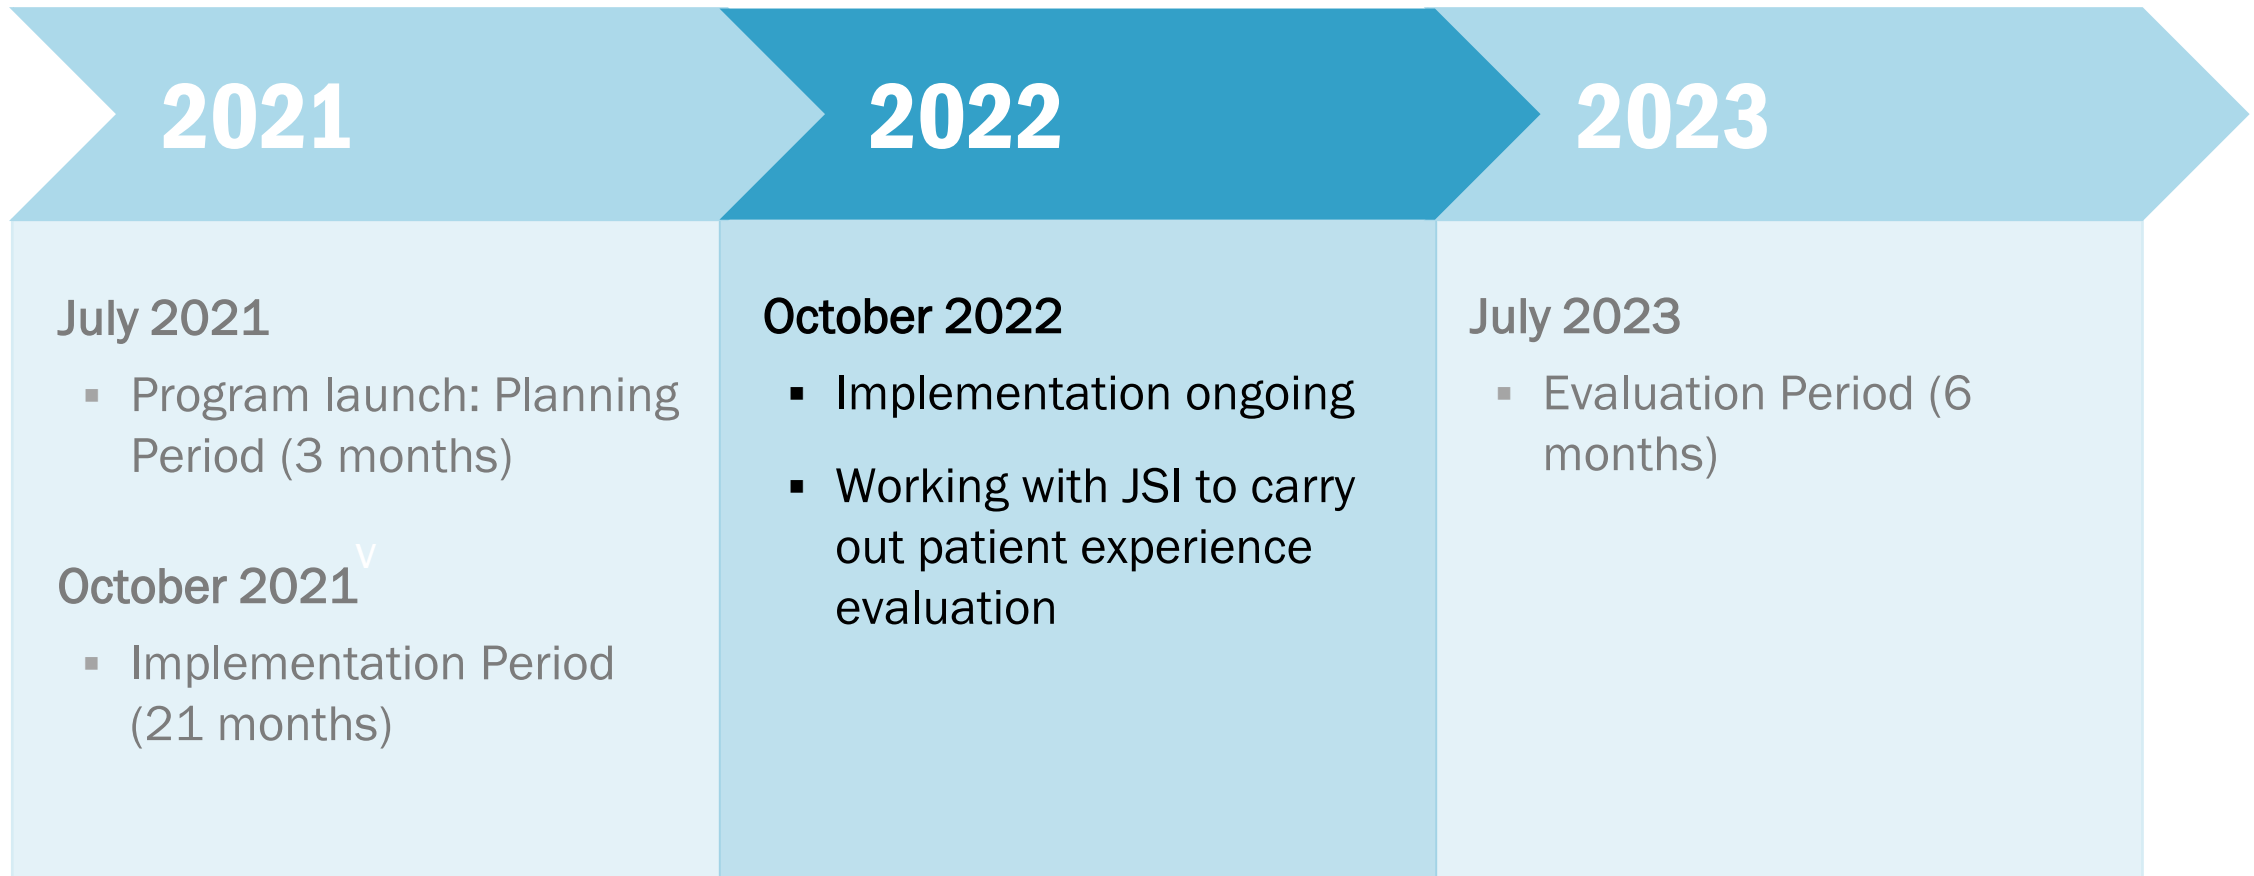 2021
2022
2023
July 2021
▪ Program launch: Planning
Period (3 months)
v
October 2021
▪ Implementation Period
(21 months)
October 2022
▪ Implementation ongoing
▪ Working with JSI to carry
out patient experience
evaluation
July 2023
▪ Evaluation Period (6
months)